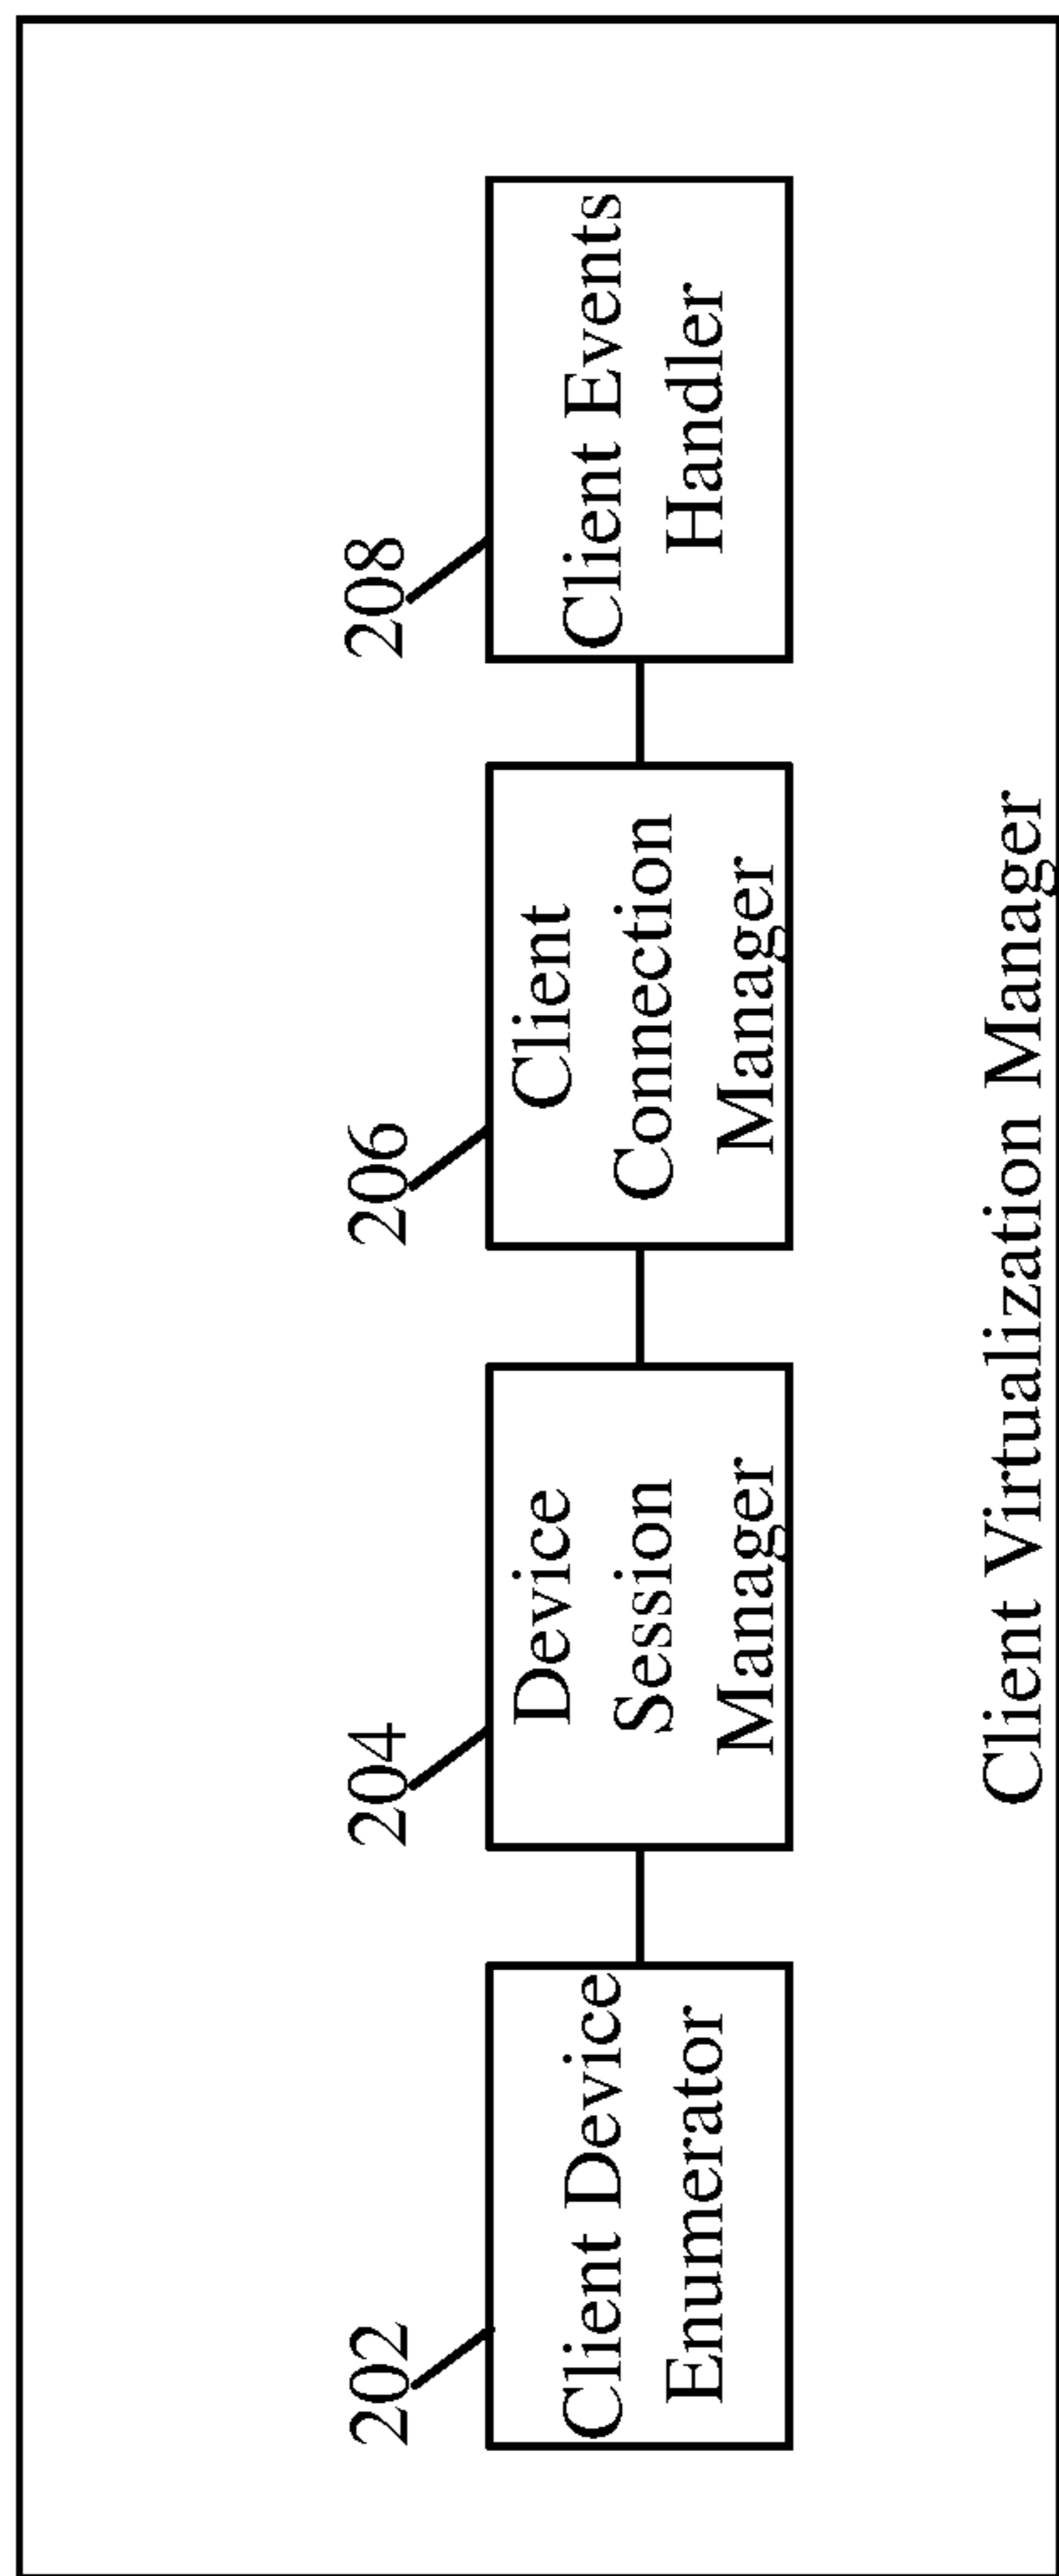 202
Client Device
Enumerator
204
Device
Session
Manager
206
Client
Connection
Manager
208
Client Events
Handler
Client Virtualization Manager